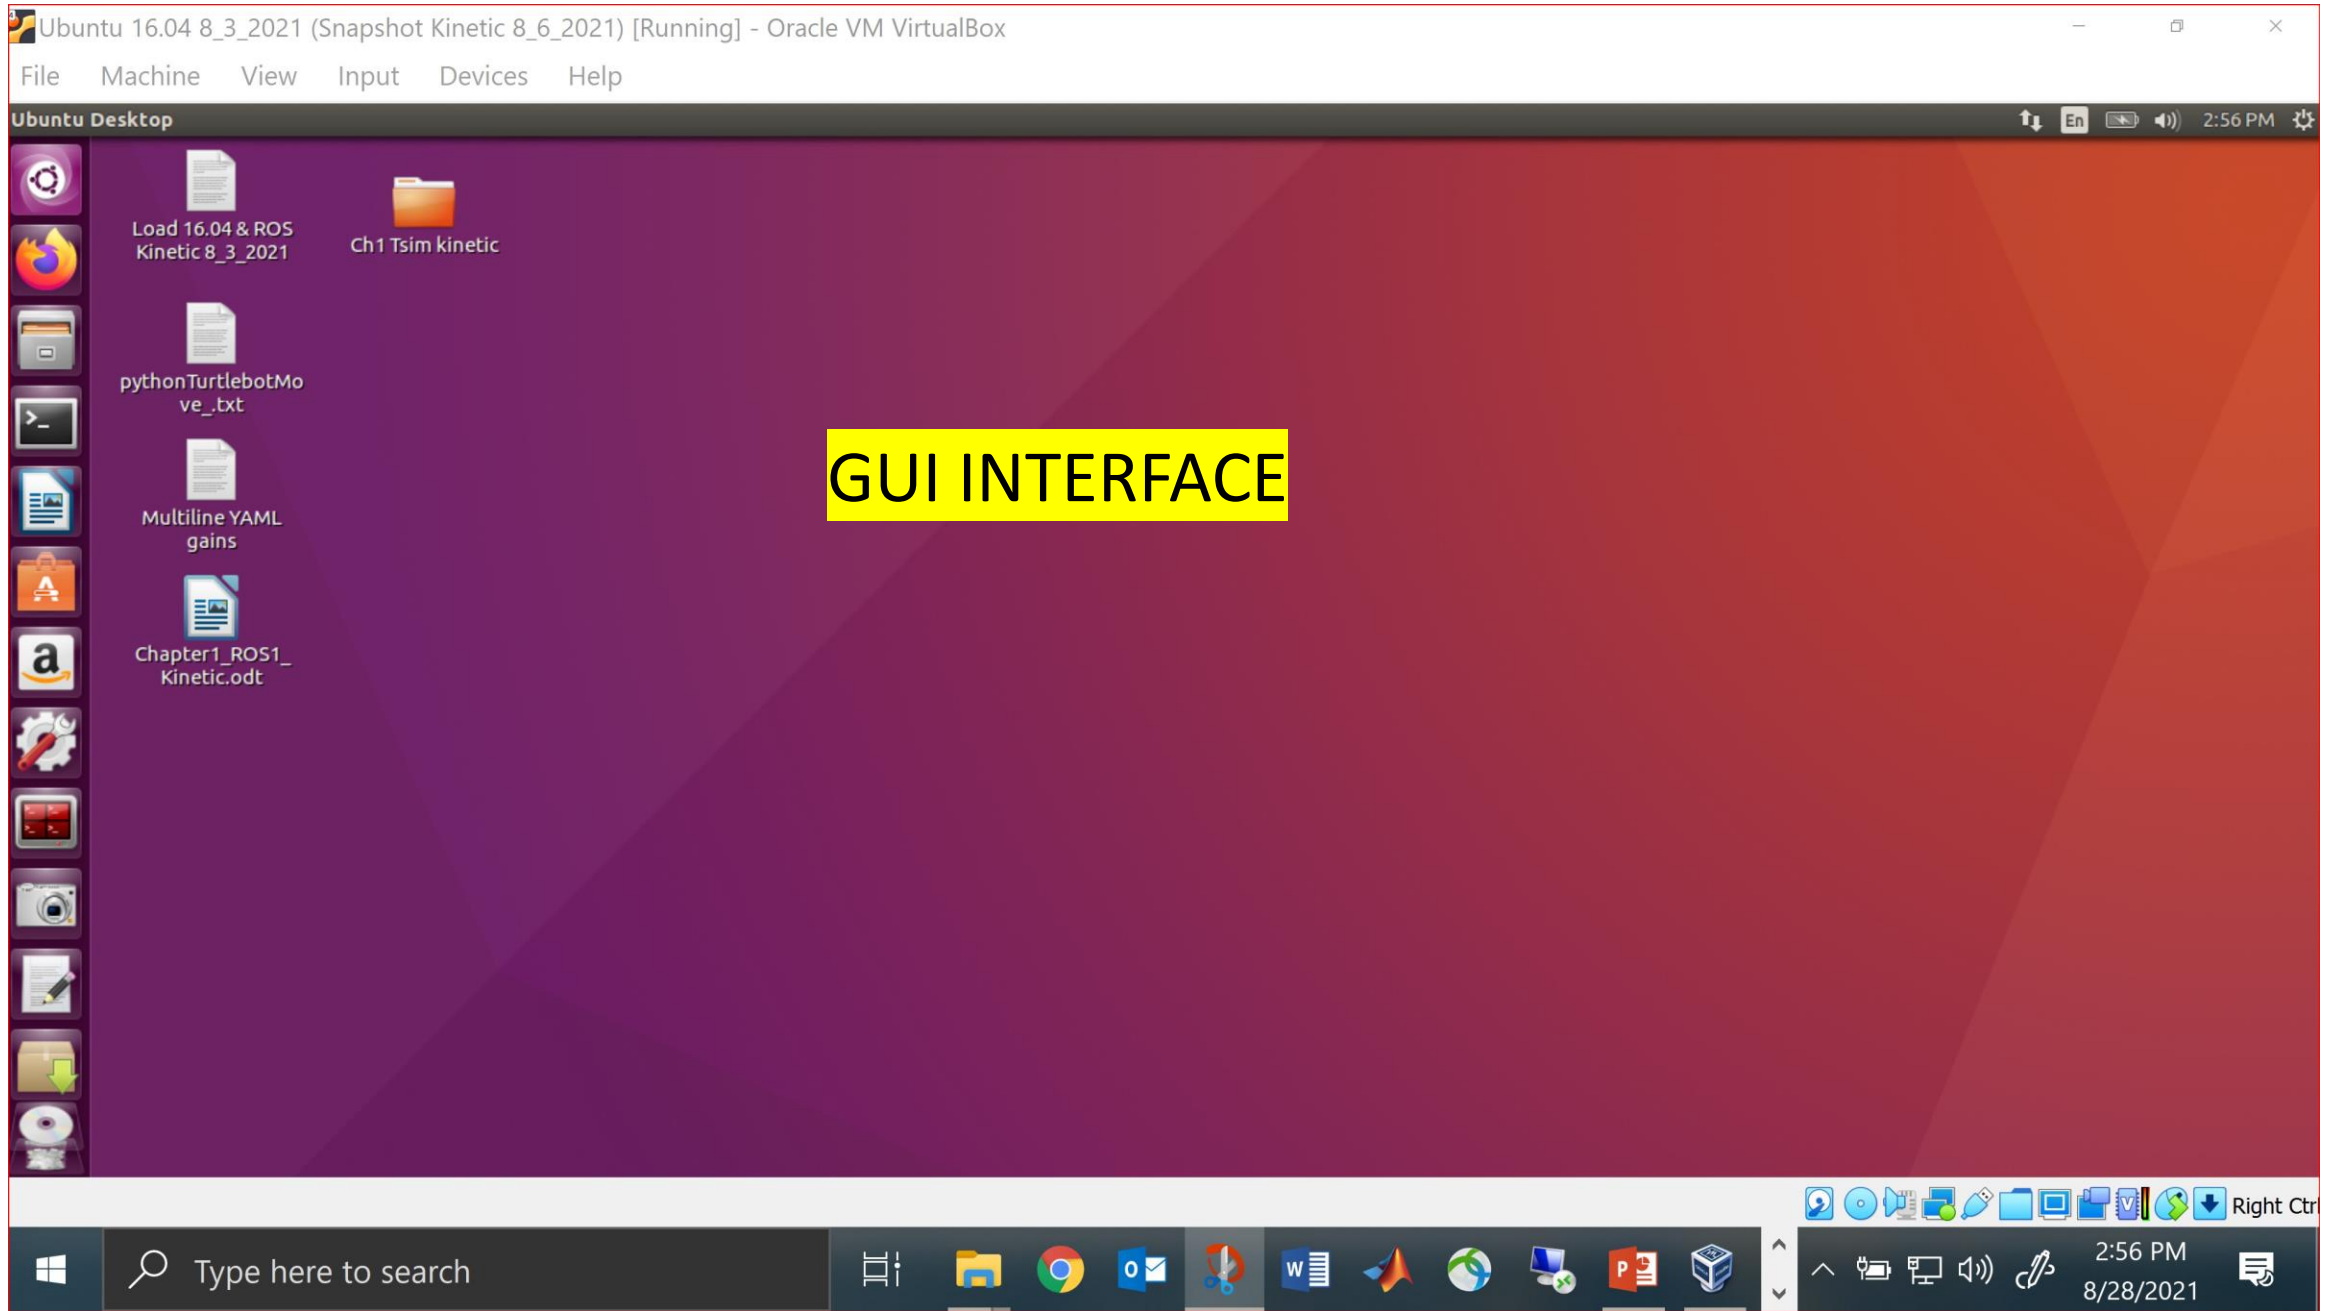 Ubuntu 16.04 8_3_2021 (Snapshot Kinetic 8_6_2021) [Running] - Oracle VM VirtualBox
File Machine View Input Devices Help
Ubuntu Desktop
En 2:56 PM
Load 16.04 & ROS
Kinetic 8_3_2021
Ch1 Tsim kinetic
pythonTurtlebotMo
ve_.txt
Multiline YAML
gains
Chapter1_ROS1_
Kinetic.odt
GUI INTERFACE
Right Ctr
Type here to search
2:56 PM
8/28/2021